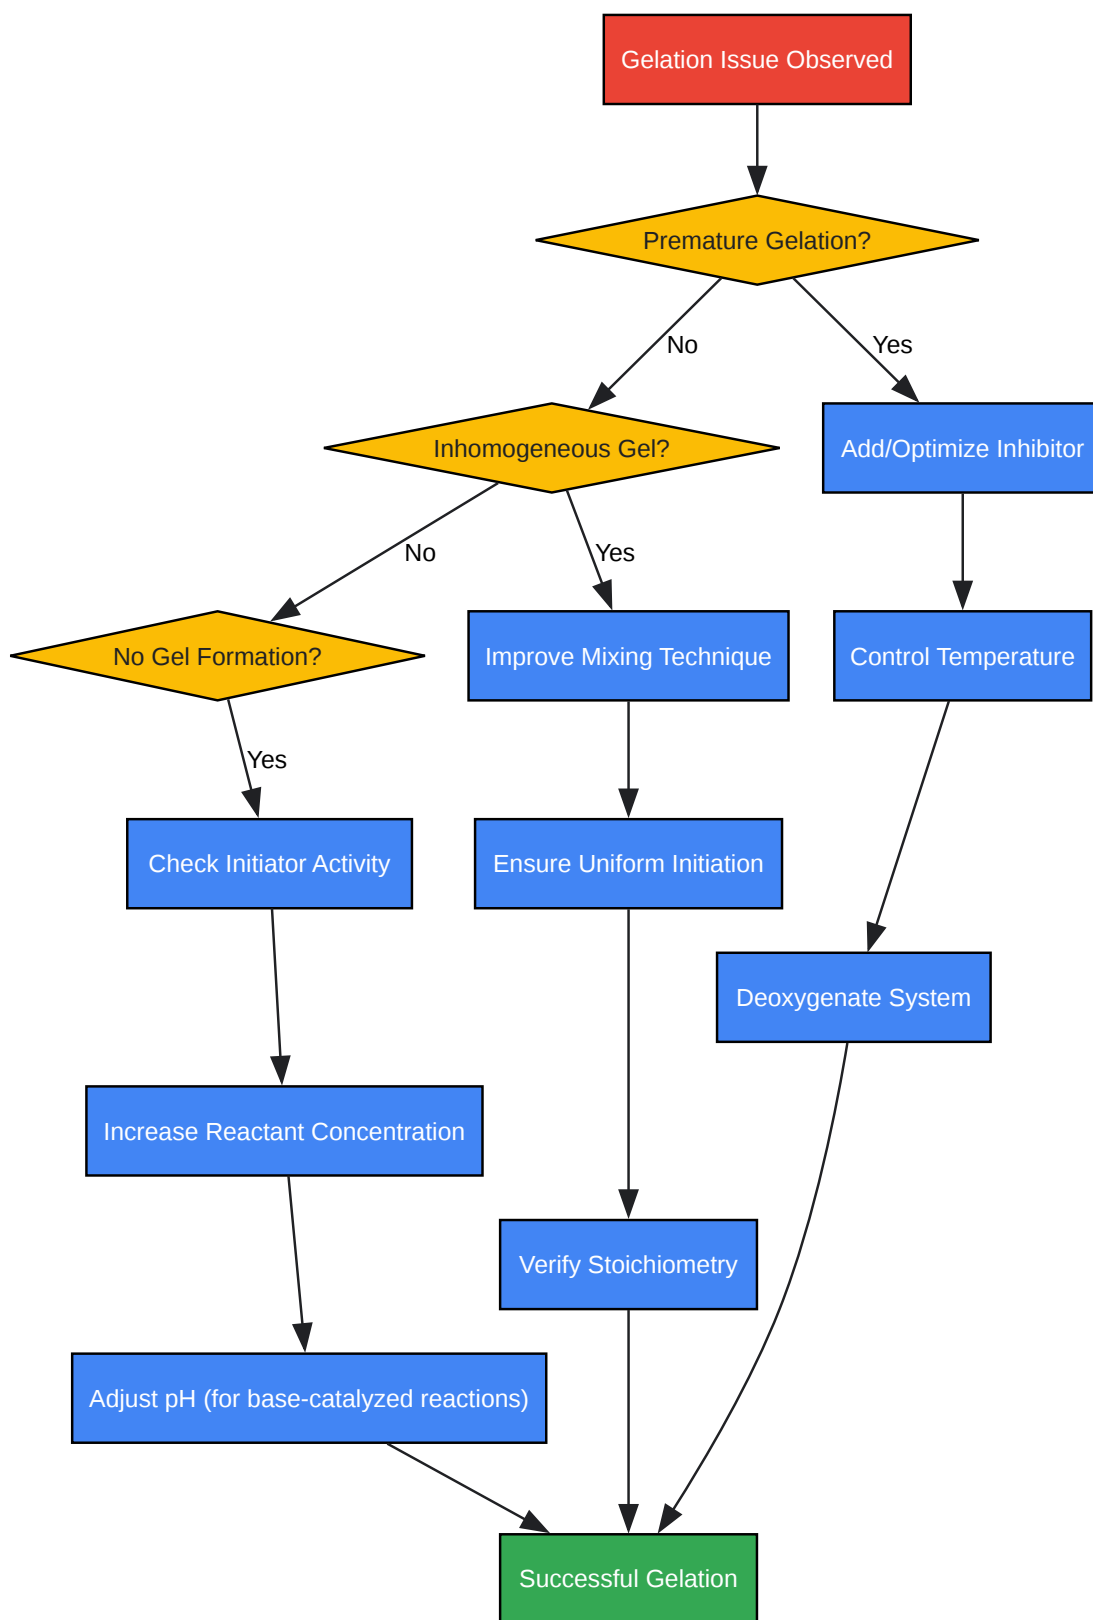 Gelation Issue Observed
Premature Gelation?
No
Yes
Inhomogeneous Gel?
Add/Optimize Inhibitor
No
Yes
No Gel Formation?
Improve Mixing Technique
Control Temperature
Yes
Check Initiator Activity
Ensure Uniform Initiation
Deoxygenate System
Increase Reactant Concentration
Verify Stoichiometry
Adjust pH (for base-catalyzed reactions)
Successful Gelation